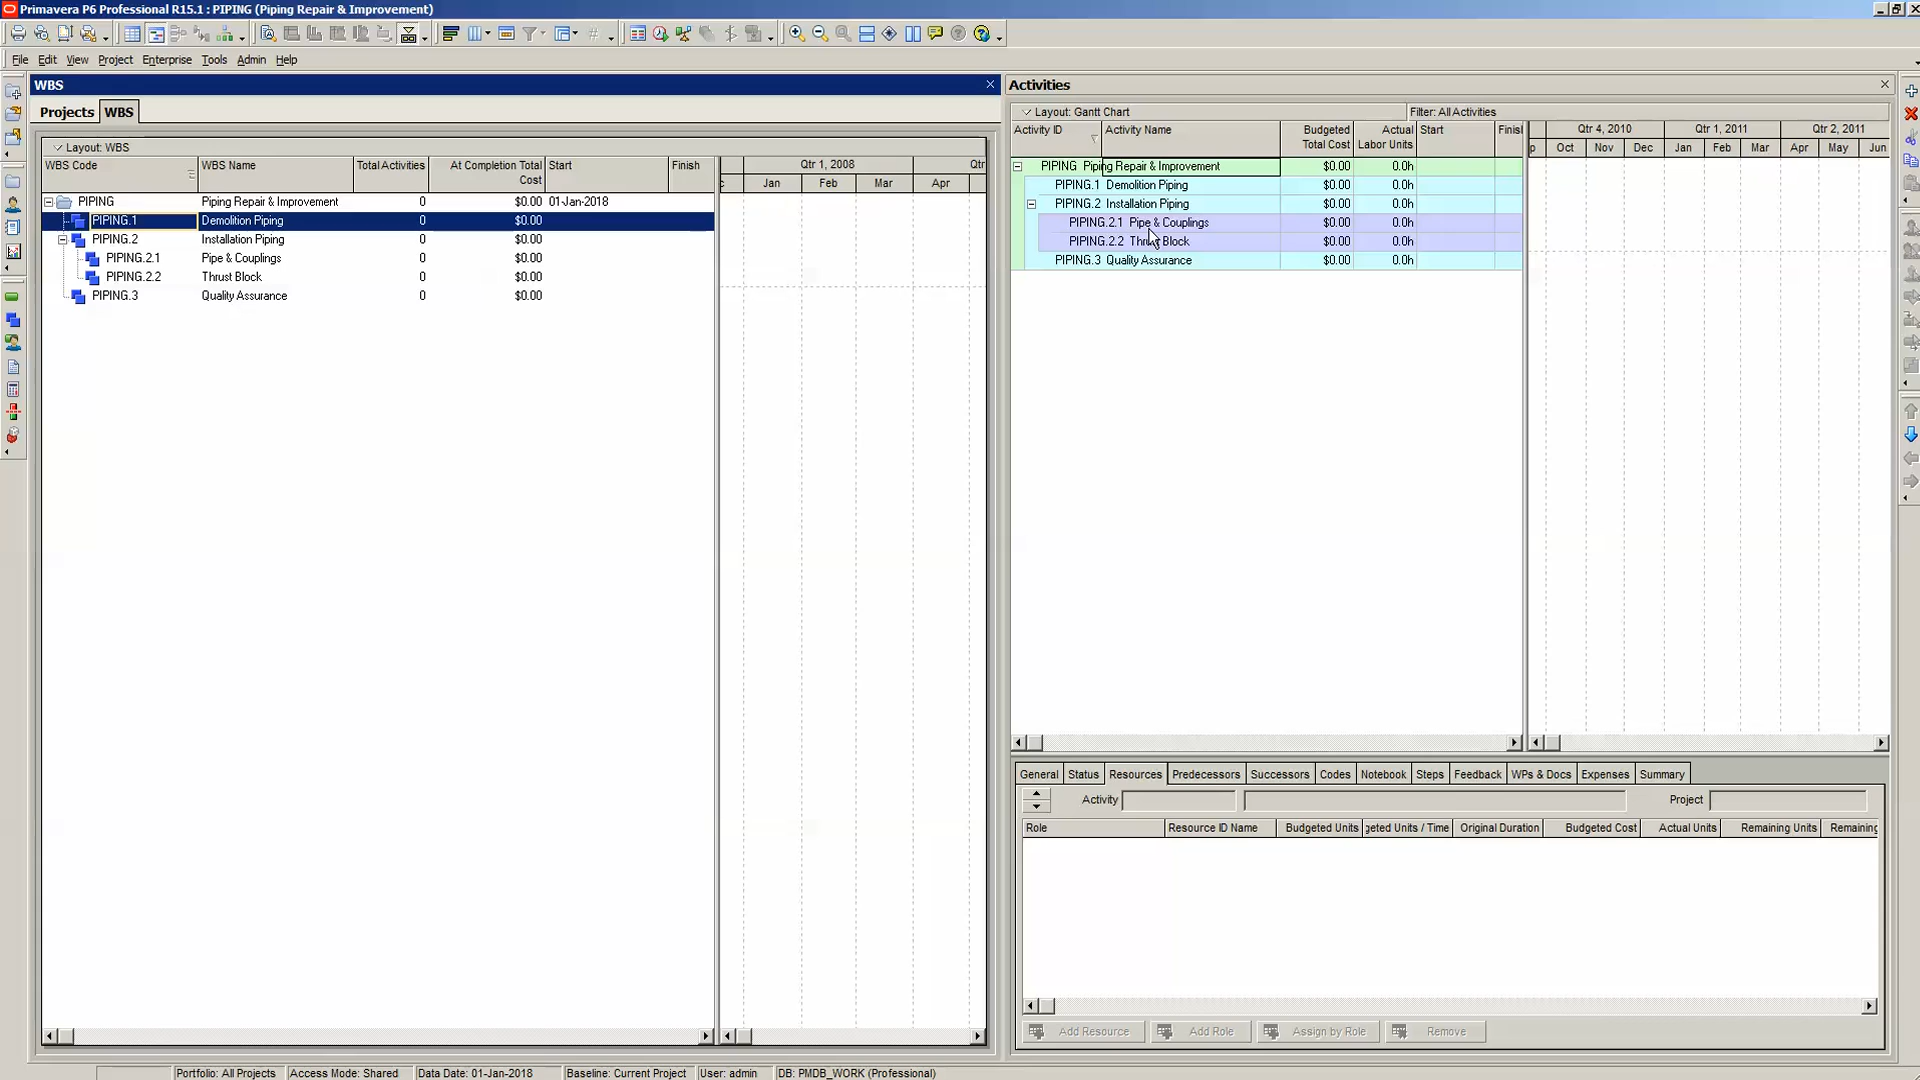 Primavera P6 Professional R15.1 : PIPING (Piping Repair & Improvement)
File Edit View Project Enterprise Tools Admin Help
WBS
Projects WBS
Layout: WBS
WBS Code WBS Name Total Activities At Completion Total Cost Start Finish
Qtr 1, 2008 Qtr
c Jan Feb Mar Apr
PIPING Piping Repair & Improvement 0 $0.00 01-Jan-2018
PIPING.1 Demolition Piping 0 $0.00
PIPING.2 Installation Piping 0 $0.00
PIPING.2.1 Pipe & Couplings 0 $0.00
PIPING.2.2 Thrust Block 0 $0.00
PIPING.3 Quality Assurance 0 $0.00
Activities
Layout: Gantt Chart Filter: All Activities
Activity ID Activity Name Budgeted Total Cost Actual Labor Units Start Finish
Qtr 4, 2010 Qtr 1, 2011 Qtr 2, 2011
p Oct Nov Dec Jan Feb Mar Apr May Jun
PIPING Piping Repair & Improvement $0.00 0.0h
PIPING.1 Demolition Piping $0.00 0.0h
PIPING.2 Installation Piping $0.00 0.0h
PIPING.2.1 Pipe & Couplings $0.00 0.0h
PIPING.2.2 Thrust Block $0.00 0.0h
PIPING.3 Quality Assurance $0.00 0.0h
General Status Resources Predecessors Successors Codes Notebook Steps Feedback WPs & Docs Expenses Summary
Activity Project
Role Resource ID Name Budgeted Units geted Units / Time Original Duration Budgeted Cost Actual Units Remaining Units Remaining
Add Resource Add Role Assign by Role Remove
Portfolio: All Projects Access Mode: Shared Data Date: 01-Jan-2018 Baseline: Current Project User: admin DB: PMDB_WORK (Professional)